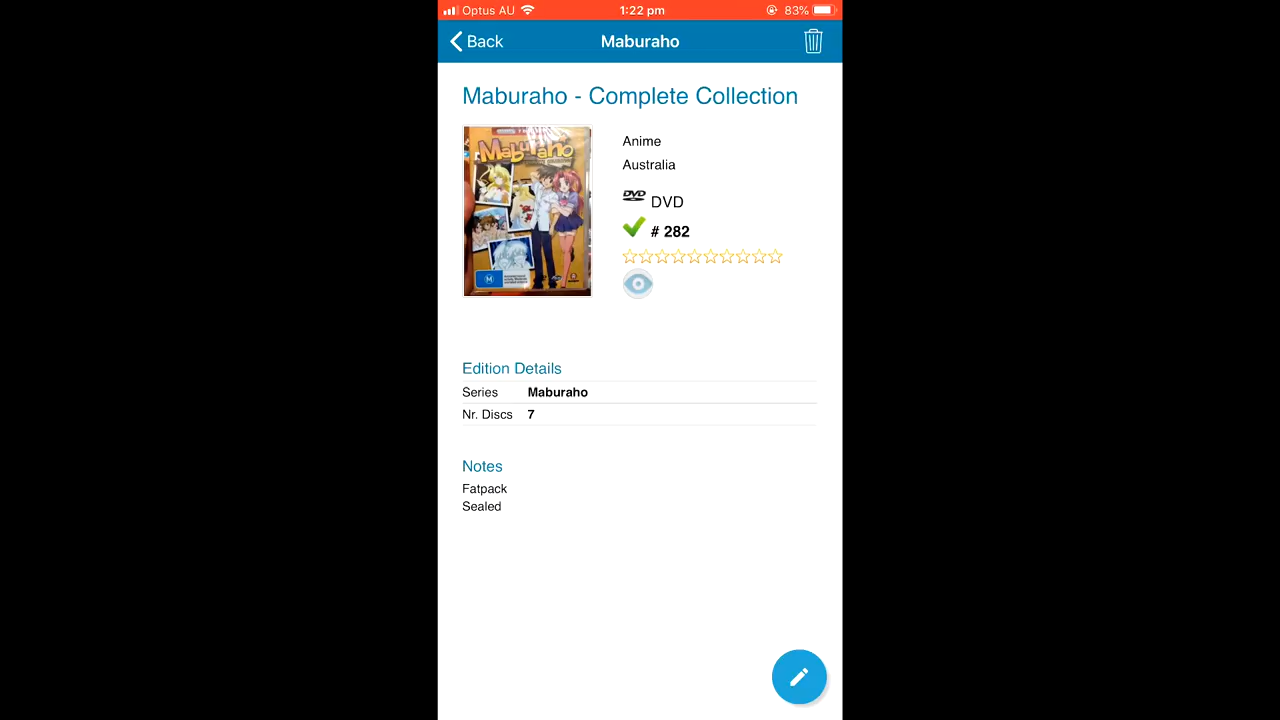 Optus AU 1:22 pm 83%
Back Maburaho
Maburaho - Complete Collection
Maburaho
Anime
Australia
DVD DVD
# 282
M
Edition Details
Series Maburaho
Nr. Discs 7
Notes
Fatpack
Sealed